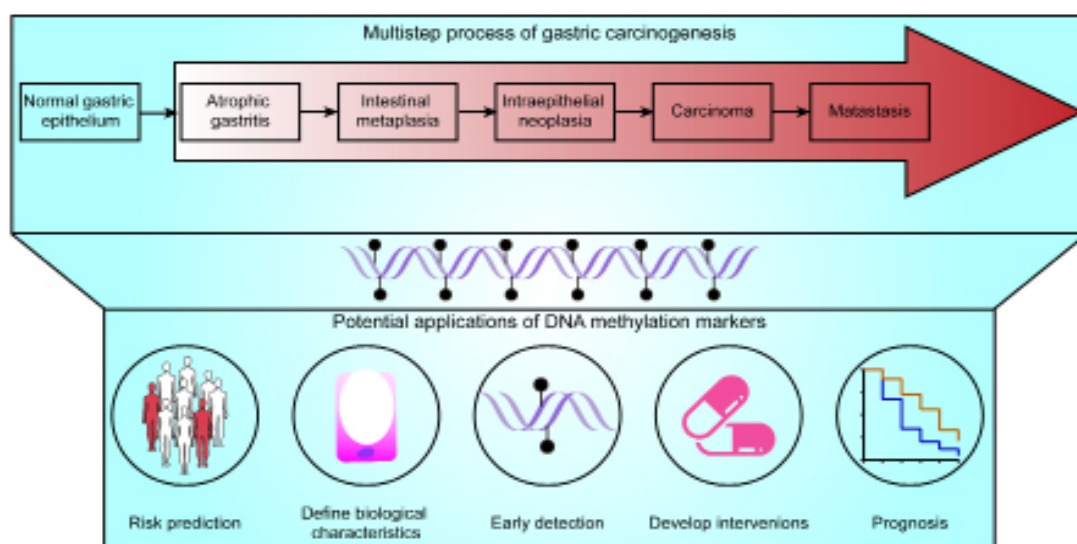 Multistep process of gastric carcinogenesis
Normal gastric
epithelium
Atrophic
gastritis
Intestinal
metaplasia
Intraepithelial
neoplasia
Carcinoma
Matastasis
Potential applications of DNA methylation markers
Risk prediction
Define biological
characteristics
Early detection
Develop intervenions
Prognosis